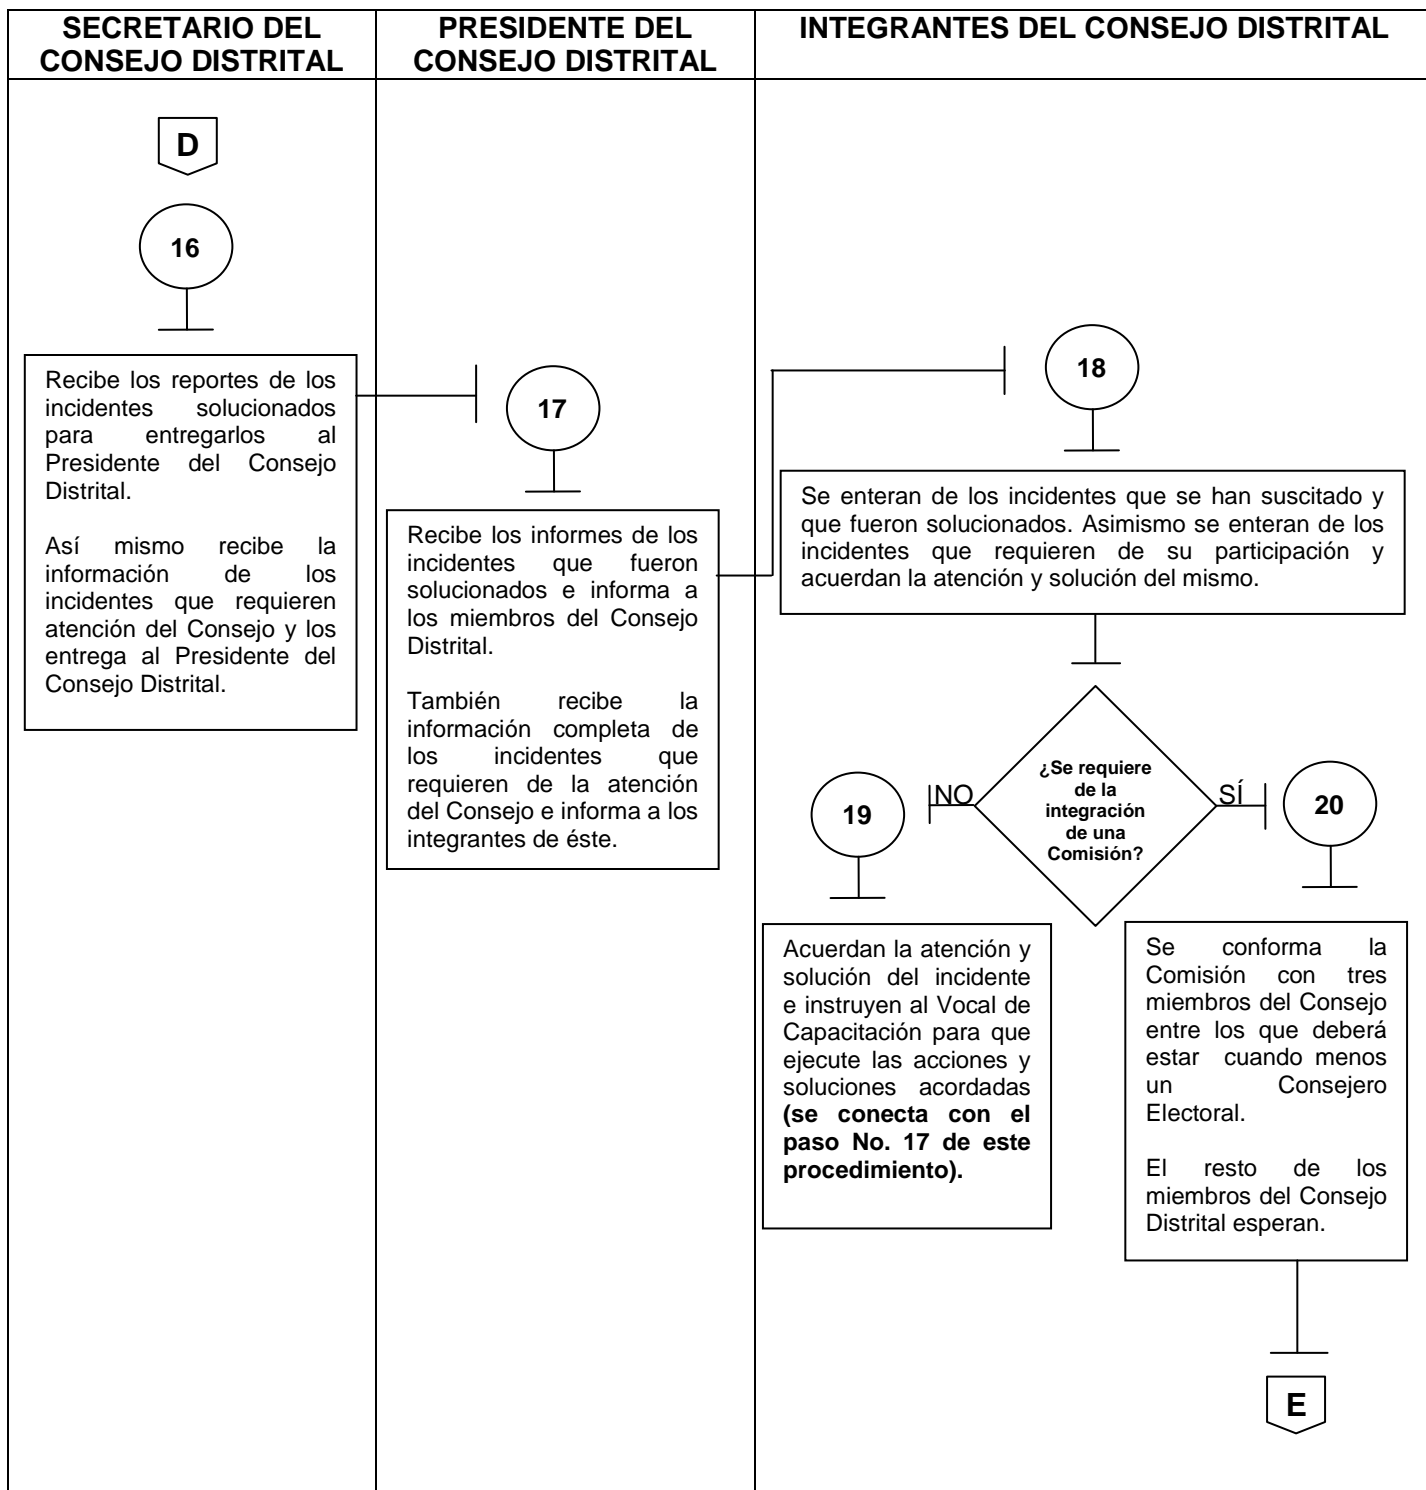 SECRETARIO DEL
CONSEJO DISTRITAL
PRESIDENTE DEL
CONSEJO DISTRITAL
INTEGRANTES DEL CONSEJO DISTRITAL
D
16
Recibe los reportes de los
incidentes solucionados
para entregarlos al
Presidente del Consejo
Distrital.
Así mismo recibe la
información de los
incidentes que requieren
atención del Consejo y los
entrega al Presidente del
Consejo Distrital.
17
Recibe los informes de los
incidentes que fueron
solucionados e informa a
los miembros del Consejo
Distrital.
También recibe la
información completa de
los incidentes que
requieren de la atención
del Consejo e informa a los
integrantes de éste.
18
Se enteran de los incidentes que se han suscitado y
que fueron solucionados. Asimismo se enteran de los
incidentes que requieren de su participación y
acuerdan la atención y solución del mismo.
¿Se requiere
de la
integración
de una
Comisión?
NO
SÍ
19
Acuerdan la atención y
solución del incidente
e instruyen al Vocal de
Capacitación para que
ejecute las acciones y
soluciones acordadas
(se conecta con el
paso No. 17 de este
procedimiento).
20
Se conforma la
Comisión con tres
miembros del Consejo
entre los que deberá
estar cuando menos
un Consejero
Electoral.
El resto de los
miembros del Consejo
Distrital esperan.
E